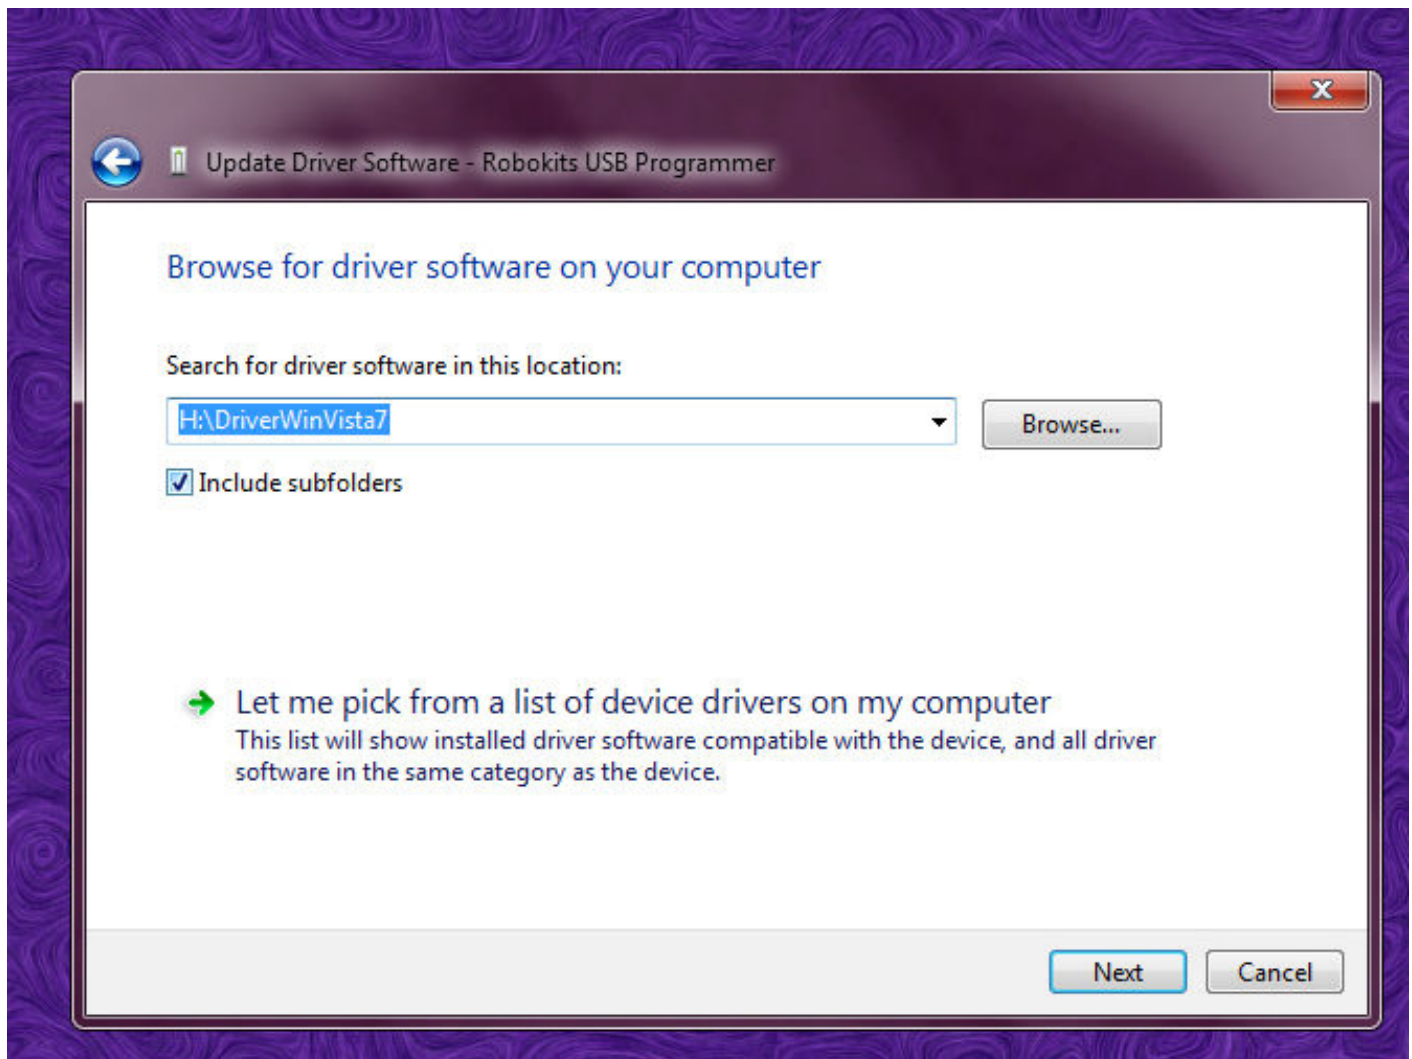 Update Driver Software - Robokits USB Programmer
Browse for driver software on your computer
Search for driver software in this location:
H:\DriverWinVista7
Browse...
Include subfolders
Let me pick from a list of device drivers on my computer
This list will show installed driver software compatible with the device, and all driver
software in the same category as the device.
Next
Cancel